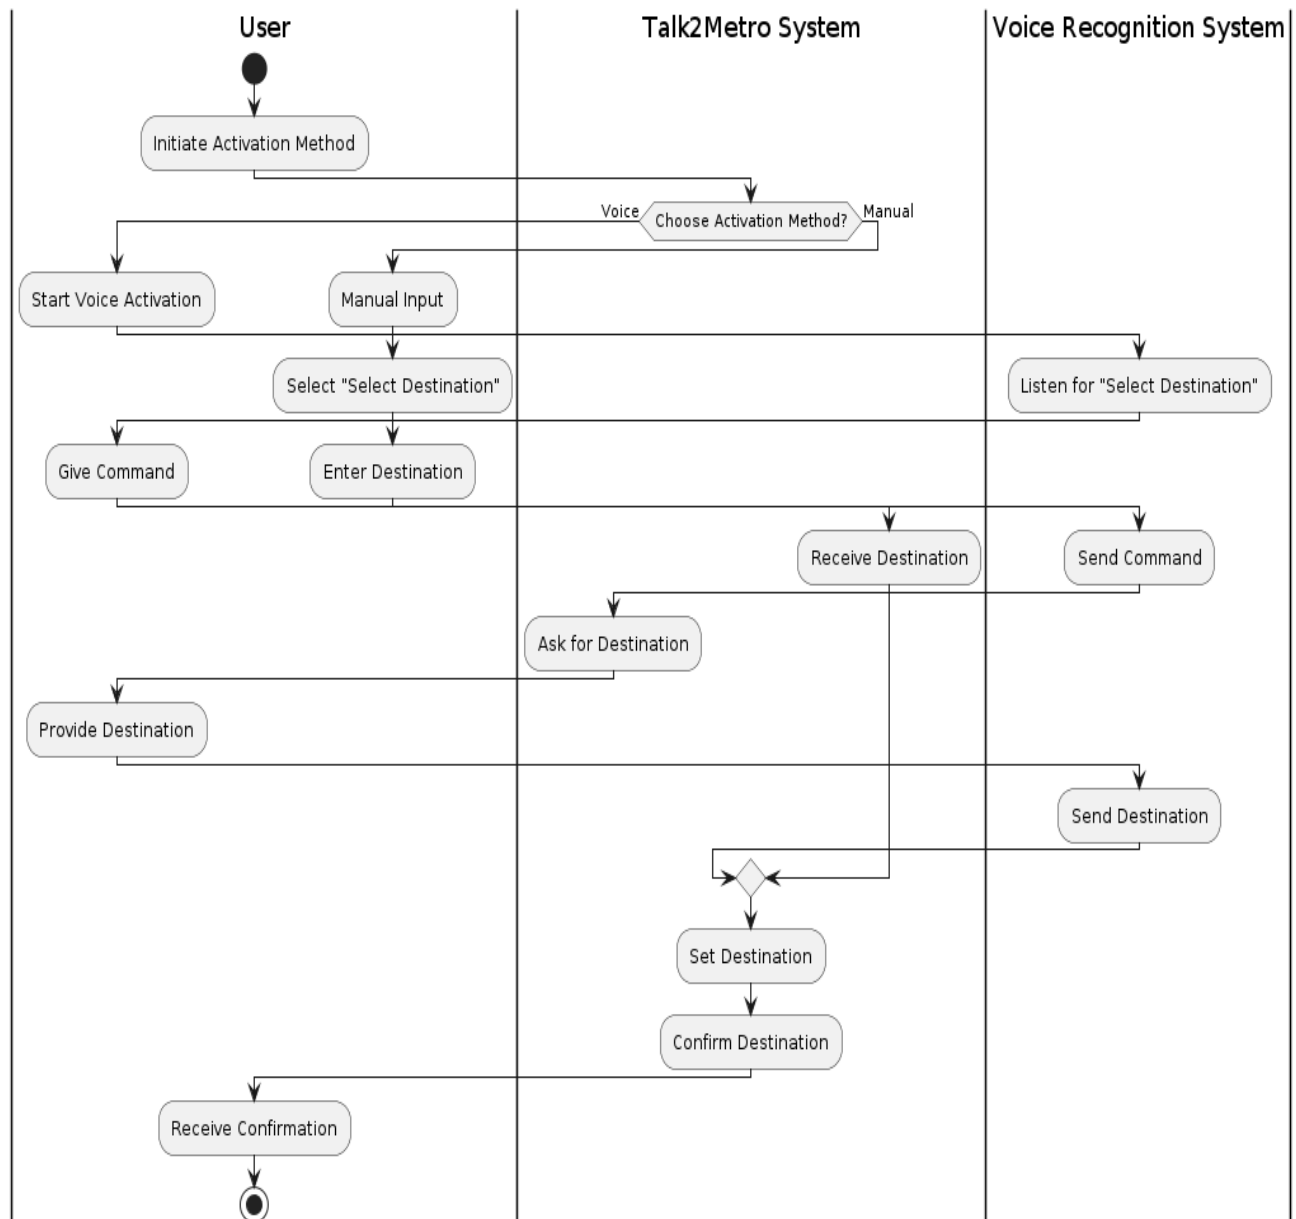 User
Talk2Metro System
Voice Recognition System
Initiate Activation Method
Voice
Choose Activation Method?
Manual
Start Voice Activation
Manual Input
Select "Select Destination"
Listen for "Select Destination"
Give Command
Enter Destination
Receive Destination
Send Command
Ask for Destination
Provide Destination
Send Destination
Set Destination
Confirm Destination
Receive Confirmation